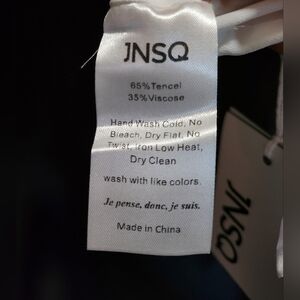 JNSQ
65%Tencel
35%Viscose
Hand Wash Cold, No
Bleach, Dry Flat, No
Twist, Iron Low Heat,
Dry Clean
wash with like colors.
Je pense, donc, je suis.
Made in China
JNSQ